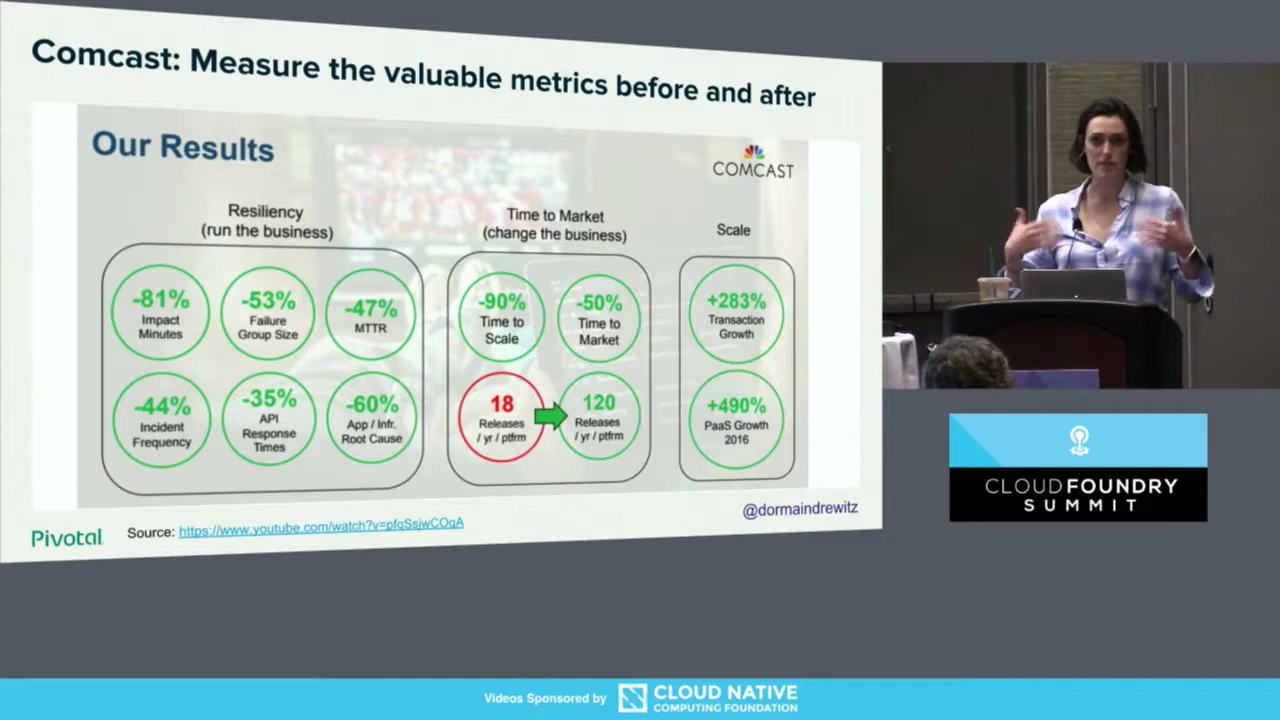 Comcast: Measure the valuable metrics before and after
Our Results
COMCAST
Resiliency
(run the business)
-81%
Impact
Minutes
-53%
Failure
Group Size
-47%
MTTR
-44%
Incident
Frequency
-35%
API
Response
Times
-60%
App / Infr.
Root Cause
Time to Market
(change the business)
-90%
Time to
Scale
-50%
Time to
Market
18
Releases
/ yr / ptfrm
120
Releases
/ yr / ptfrm
Scale
+283%
Transaction
Growth
+490%
PaaS Growth
2016
@dormaindrewitz
Pivotal
Source: https://www.youtube.com/watch?v=pfqSsjwCOgA
CLOUD FOUNDRY
SUMMIT
Videos Sponsored by
CLOUD NATIVE
COMPUTING FOUNDATION